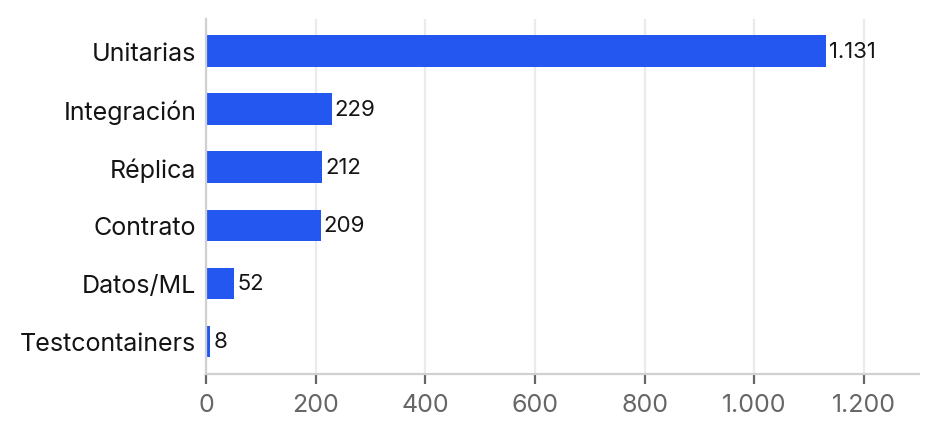 Unitarias 1.131
Integración 229
Réplica 212
Contrato 209
Datos/ML 52
Testcontainers 8
0 200 400 600 800 1.000 1.200